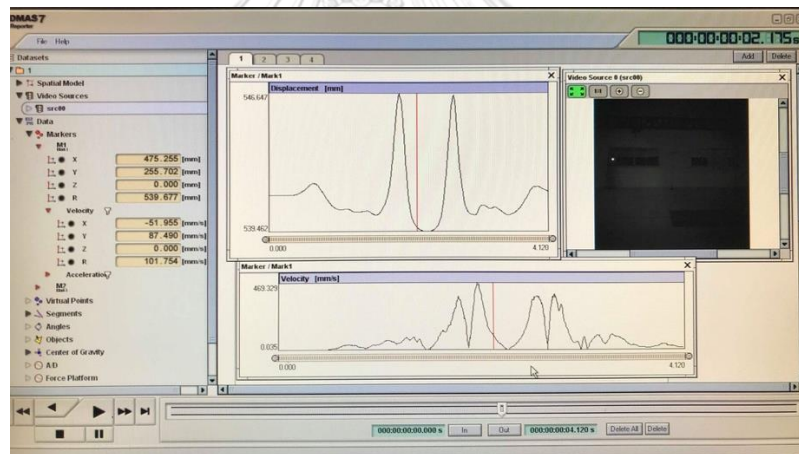 DMAS7
Reporter
File Help
000:00:00:02.175s
Datasets
1 2 3 4
Add Delete
1
Spatial Model
Video Sources
src00
Data
Markers
M1
X 475.255 [mm]
Y 255.702 [mm]
Z 0.000 [mm]
R 539.677 [mm]
Velocity
X -51.955 [mm/s]
Y 87.490 [mm/s]
Z 0.000 [mm/s]
R 101.754 [mm/s]
Acceleration
M2
Virtual Points
Segments
Angles
Objects
Center of Gravity
A/D
Force Platform
Marker / Mark1 X
Displacement [mm]
546.647
539.462
0.000 4.120
Video Source 0 (src00) X
Marker / Mark1 X
Velocity [mm/s]
469.329
0.035
0.000 4.120
000:00:00:00.000 s In Out 000:00:00:04.120 s Delete All Delete